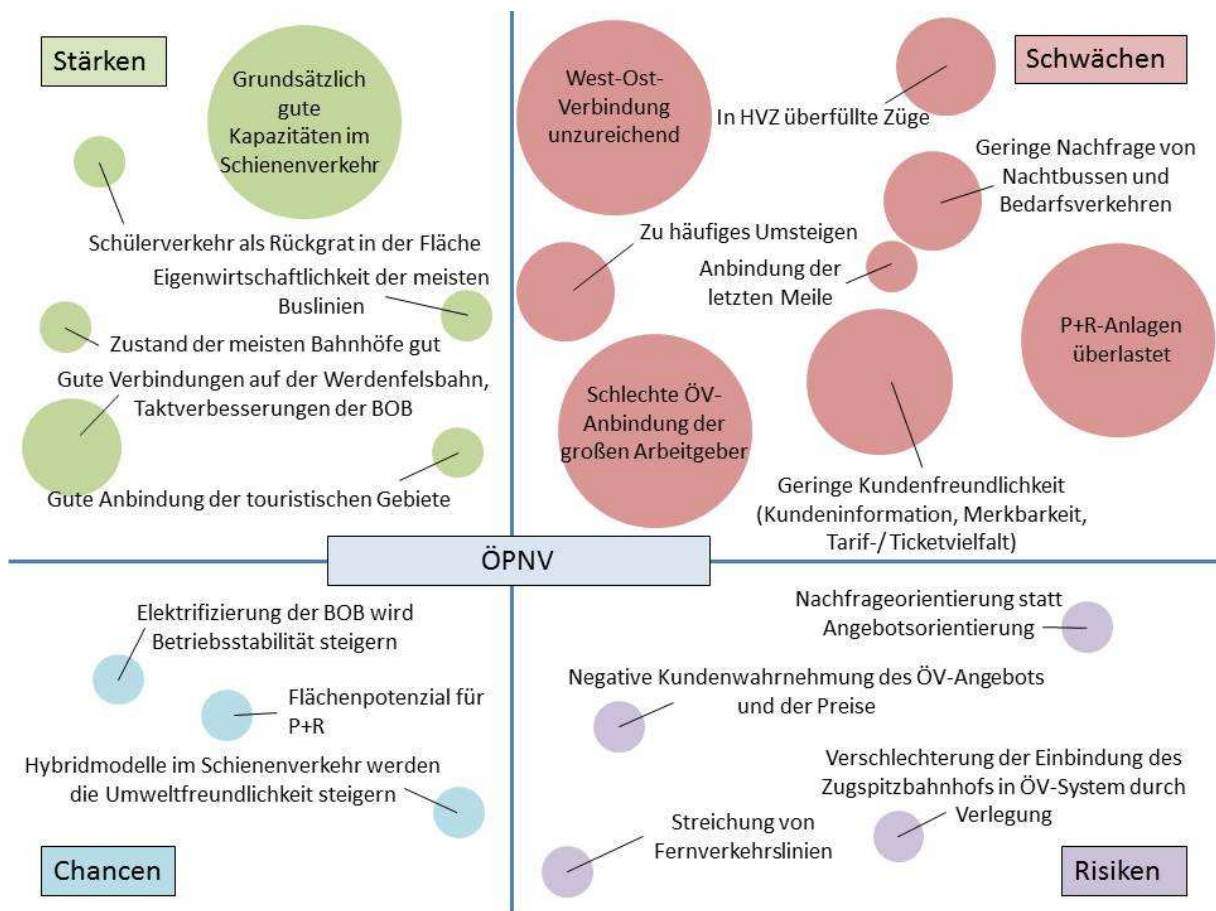 Stärken
Grundsätzlich
gute
Kapazitäten im
Schienenverkehr
Schülerverkehr als Rückgrat in der Fläche
Eigenwirtschaftlichkeit der meisten
Buslinien
Zustand der meisten Bahnhöfe gut
Gute Verbindungen auf der Werdenfelsbahn,
Taktverbesserungen der BOB
Gute Anbindung der touristischen Gebiete
Schwächen
West-Ost-
Verbindung
unzureichend
In HVZ überfüllte Züge
Geringe Nachfrage von
Nachtbussen und
Bedarfsverkehren
Zu häufiges Umsteigen
Anbindung der
letzten Meile
P+R-Anlagen
überlastet
Schlechte ÖV-
Anbindung der
großen Arbeitgeber
Geringe Kundenfreundlichkeit
(Kundeninformation, Merkbarkeit,
Tarif-/ Ticketvielfalt)
ÖPNV
Elektrifizierung der BOB wird
Betriebsstabilität steigern
Flächenpotenzial für
P+R
Hybridmodelle im Schienenverkehr werden
die Umweltfreundlichkeit steigern
Chancen
Nachfrageorientierung statt
Angebotsorientierung
Negative Kundenwahrnehmung des ÖV-Angebots
und der Preise
Verschlechterung der Einbindung des
Zugspitzbahnhofs in ÖV-System durch
Verlegung
Streichung von
Fernverkehrslinien
Risiken